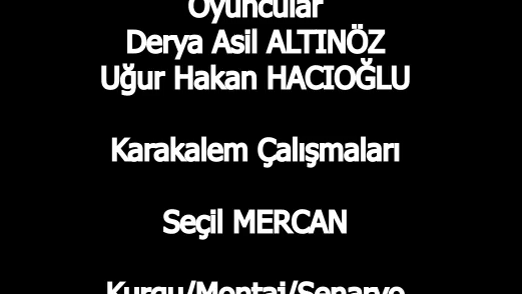 Oyuncular
Derya Asil ALTINÖZ
Uğur Hakan HACIOĞLU
Karakalem Çalışmaları
Seçil MERCAN
Kurgu/Montaj/Senaryo